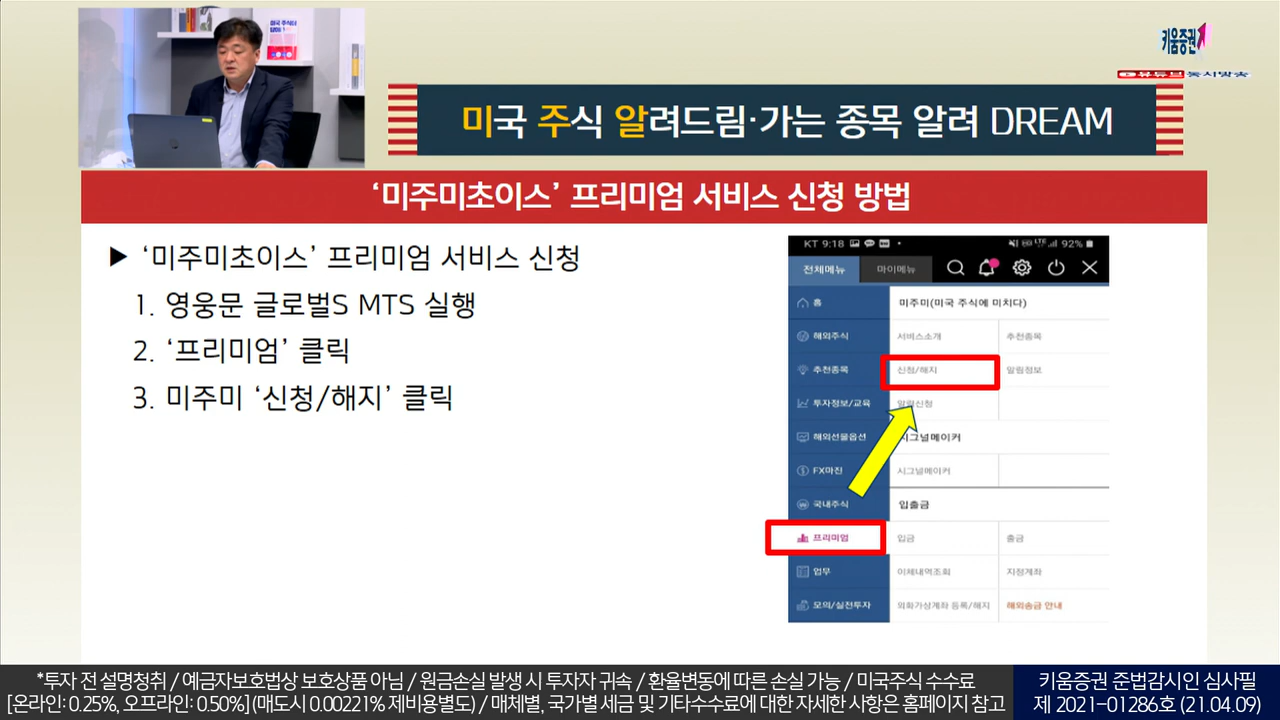 미국 주식이
답이다
키움증권
유튜브 동시방송
미국 주식 알려드림·가는 종목 알려 DREAM
‘미주미초이스’ 프리미엄 서비스 신청 방법
▶ ‘미주미초이스’ 프리미엄 서비스 신청
1. 영웅문 글로벌S MTS 실행
2. ‘프리미엄’ 클릭
3. 미주미 ‘신청/해지’ 클릭
KT 9:18 LTE 92%
전체메뉴 마이메뉴
홈 미주미(미국 주식에 미치다)
해외주식 서비스소개 추천종목
추천종목 신청/해지 알림정보
투자정보/교육 알림신청
해외선물옵션 시그널메이커
FX마진 시그널메이커
국내주식 입출금
프리미엄 입금 출금
업무 이체내역조회 지정계좌
모의/실전투자 외화가상계좌 등록/해지 해외송금 안내
*투자 전 설명청취 / 예금자보호법상 보호상품 아님 / 원금손실 발생 시 투자자 귀속 / 환율변동에 따른 손실 가능 / 미국주식 수수료
[온라인: 0.25%, 오프라인: 0.50%](매도시 0.00221% 제비용별도) / 매체별, 국가별 세금 및 기타수수료에 대한 자세한 사항은 홈페이지 참고
키움증권 준법감시인 심사필
제 2021-01286호 (21.04.09)